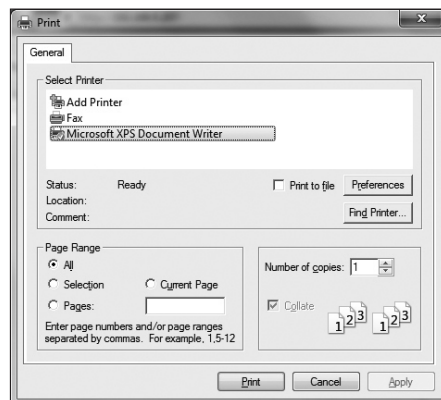 Print
General
Select Printer
Add Printer
Fax
Microsoft XPS Document Writer
Status: Ready
Print to file
Preferences
Location:
Comment:
Find Printer...
Page Range
All
Selection
Current Page
Pages:
Enter page numbers and/or page ranges
separated by commas. For example, 1,5-12
Number of copies: 1
Collate
1 2 3 1 2 3
Print Cancel Apply